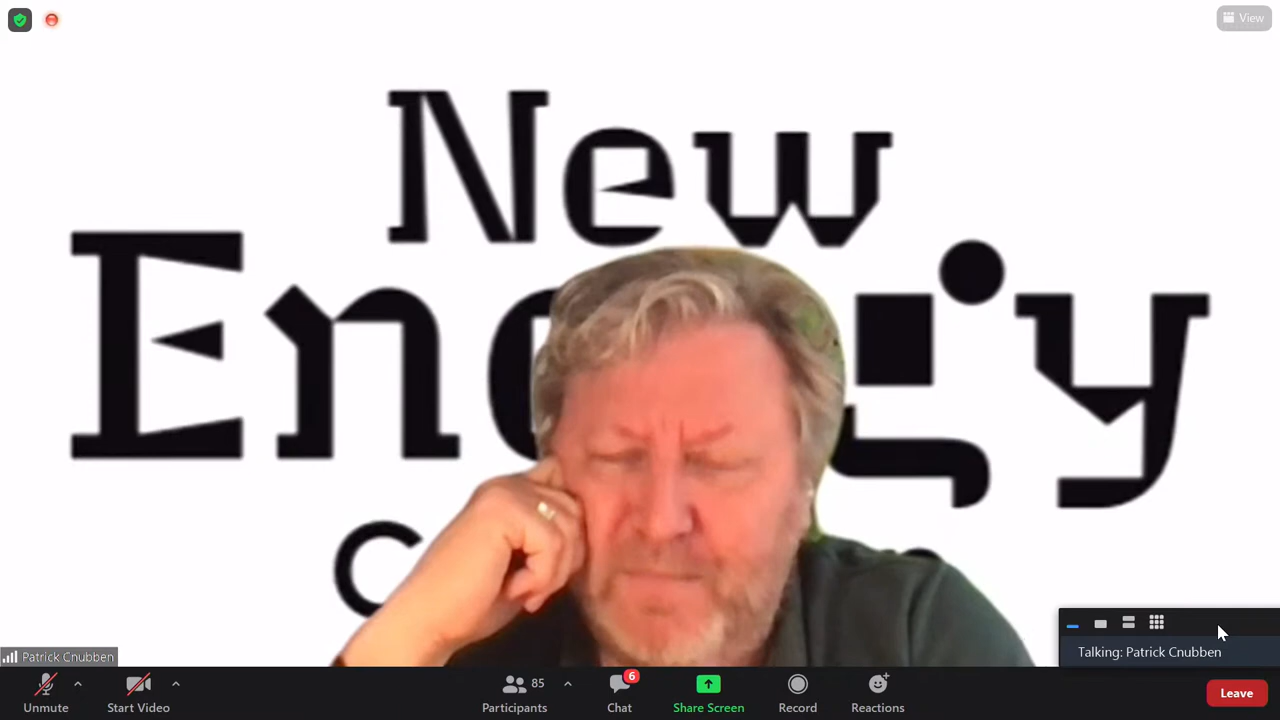 View
New
Patrick Cnubben
Talking: Patrick Cnubben
85
6
Unmute
Start Video
Participants
Chat
Share Screen
Record
Reactions
Leave